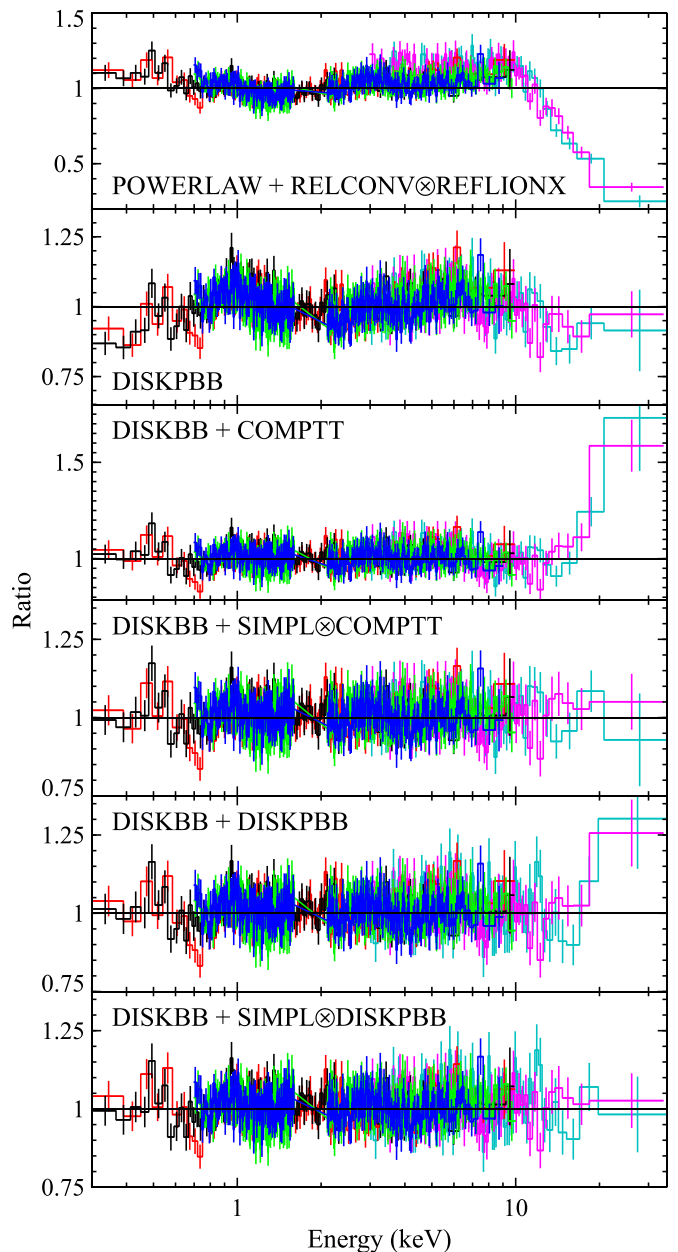 1.5
1
0.5
POWERLAW + RELCONV⊗REFLIONX
1.25
1
0.75
DISKPBB
DISKBB + COMPTT
1.5
1
Ratio
DISKBB + SIMPL⊗COMPTT
1.25
1
0.75
DISKBB + DISKPBB
1.25
1
0.75
DISKBB + SIMPL⊗DISKPBB
1.25
1
0.75
1 10
Energy (keV)